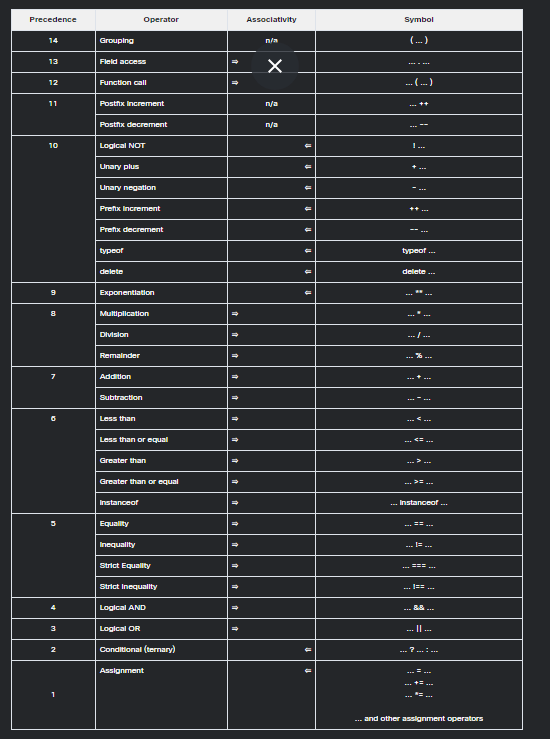 Precedence Operator Associativity Symbol
14 Grouping n/a ( ... )
13 Field access ⇒ ... . ...
12 Function call ⇒ ... ( ... )
11 Postfix increment n/a ... ++
Postfix decrement n/a ... --
10 Logical NOT ⇐ ! ...
Unary plus ⇐ + ...
Unary negation ⇐ - ...
Prefix increment ⇐ ++ ...
Prefix decrement ⇐ -- ...
typeof ⇐ typeof ...
delete ⇐ delete ...
9 Exponentiation ⇐ ... ** ...
8 Multiplication ⇒ ... * ...
Division ⇒ ... / ...
Remainder ⇒ ... % ...
7 Addition ⇒ ... + ...
Subtraction ⇒ ... - ...
6 Less than ⇒ ... < ...
Less than or equal ⇒ ... <= ...
Greater than ⇒ ... > ...
Greater than or equal ⇒ ... >= ...
instanceof ⇒ ... instanceof ...
5 Equality ⇒ ... == ...
Inequality ⇒ ... != ...
Strict Equality ⇒ ... === ...
Strict Inequality ⇒ ... !== ...
4 Logical AND ⇒ ... && ...
3 Logical OR ⇒ ... || ...
2 Conditional (ternary) ⇐ ... ? ... : ...
Assignment ⇐ ... = ...
... += ...
1 ... *= ...
... and other assignment operators